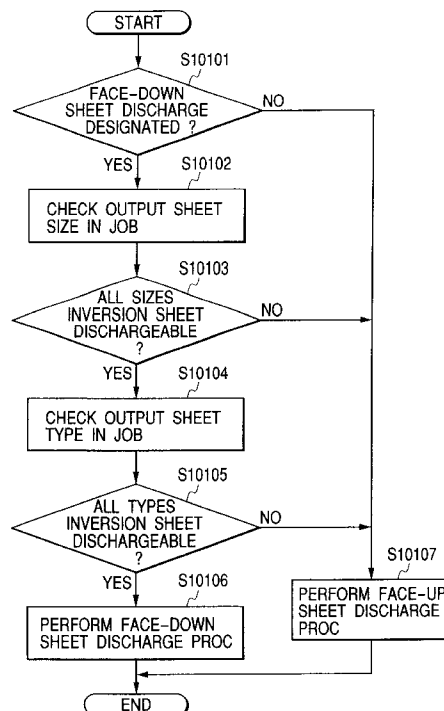 START
S10101
FACE-DOWN
SHEET DISCHARGE
DESIGNATED ?
NO
YES
S10102
CHECK OUTPUT SHEET
SIZE IN JOB
S10103
ALL SIZES
INVERSION SHEET
DISCHARGEABLE
?
NO
YES
S10104
CHECK OUTPUT SHEET
TYPE IN JOB
S10105
ALL TYPES
INVERSION SHEET
DISCHARGEABLE
?
NO
YES
S10106
PERFORM FACE-DOWN
SHEET DISCHARGE PROC
S10107
PERFORM FACE-UP
SHEET DISCHARGE
PROC
END